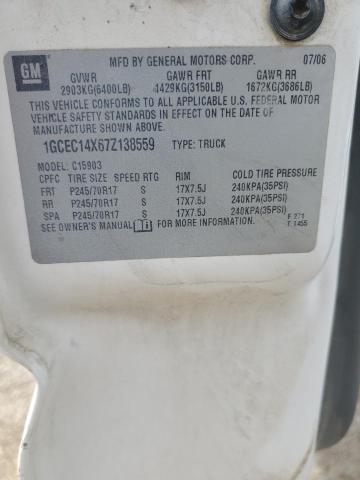 GM MFD BY GENERAL MOTORS CORP. 07/06
GVWR GAWR FRT GAWR RR
2903KG(6400LB) 1429KG(3150LB) 1672KG(3686LB)
THIS VEHICLE CONFORMS TO ALL APPLICABLE U.S. FEDERAL MOTOR
VEHICLE SAFETY STANDARDS IN EFFECT ON THE DATE OF
MANUFACTURE SHOWN ABOVE.
1GCEC14X67Z138559 TYPE: TRUCK
MODEL: C15903
CPFC TIRE SIZE SPEED RTG RIM COLD TIRE PRESSURE
FRT P245/70R17 S 17X7.5J 240KPA(35PSI)
RR P245/70R17 S 17X7.5J 240KPA(35PSI)
SPA P245/70R17 S 17X7.5J 240KPA(35PSI)
SEE OWNER'S MANUAL FOR MORE INFORMATION. F 271
T 1455